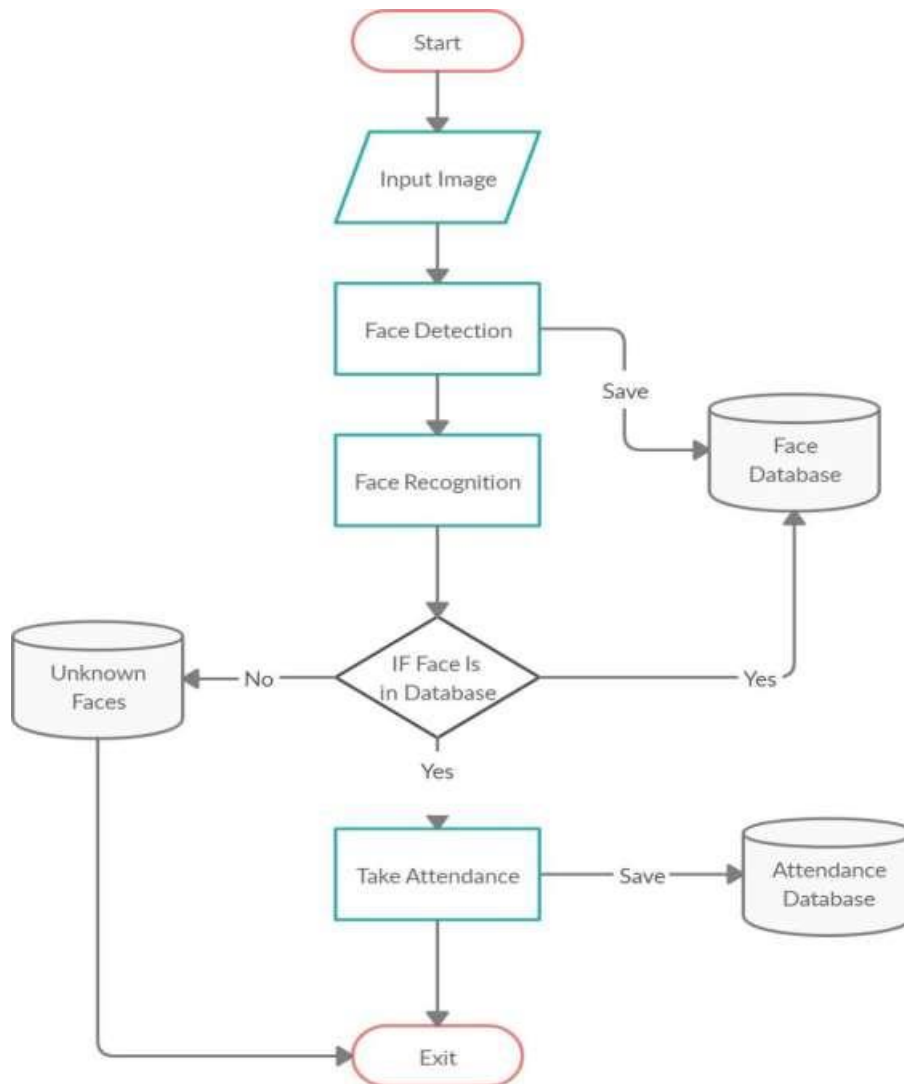 Start
Input Image
Face Detection
Save
Face
Database
Face Recognition
IF Face Is
in Database
No
Unknown
Faces
Yes
Yes
Take Attendance
Save
Attendance
Database
Exit